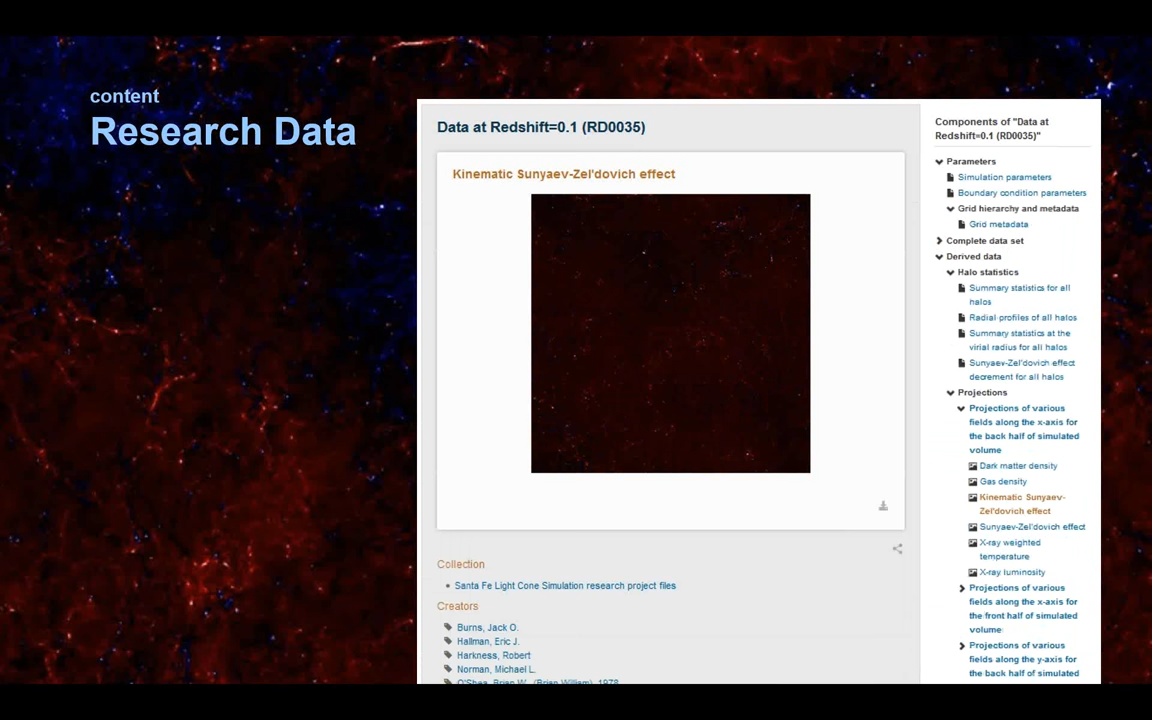 content
Research Data
Data at Redshift=0.1 (RD0035)
Kinematic Sunyaev-Zel'dovich effect
Collection
Santa Fe Light Cone Simulation research project files
Creators
Burns, Jack O.
Hallman, Eric J.
Harkness, Robert
Norman, Michael L.
O'Shea, Brian W. (Brian William), 1978
Components of "Data at
Redshift=0.1 (RD0035)"
Parameters
Simulation parameters
Boundary condition parameters
Grid hierarchy and metadata
Grid metadata
Complete data set
Derived data
Halo statistics
Summary statistics for all
halos
Radial profiles of all halos
Summary statistics at the
virial radius for all halos
Sunyaev-Zel'dovich effect
decrement for all halos
Projections
Projections of various
fields along the x-axis for
the back half of simulated
volume
Dark matter density
Gas density
Kinematic Sunyaev-
Zel'dovich effect
Sunyaev-Zel'dovich effect
X-ray weighted
temperature
X-ray luminosity
Projections of various
fields along the x-axis for
the front half of simulated
volume
Projections of various
fields along the y-axis for
the back half of simulated